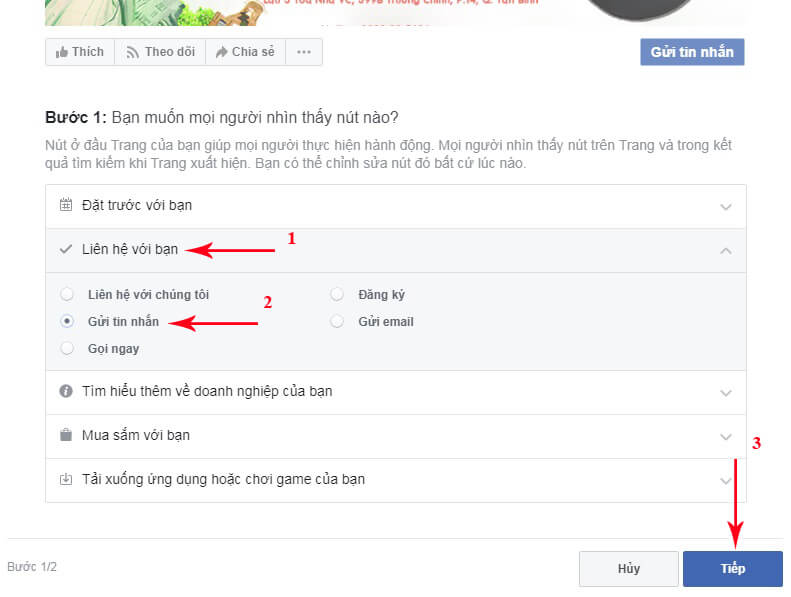 Thích
Theo dõi
Chia sẻ
Gửi tin nhắn
Bước 1: Bạn muốn mọi người nhìn thấy nút nào?
Nút ở đầu Trang của bạn giúp mọi người thực hiện hành động. Mọi người nhìn thấy nút trên Trang và trong kết
quả tìm kiếm khi Trang xuất hiện. Bạn có thể chỉnh sửa nút đó bất cứ lúc nào.
Đặt trước với bạn
Liên hệ với bạn
1
Liên hệ với chúng tôi
Đăng ký
2
Gửi tin nhắn
Gửi email
Gọi ngay
Tìm hiểu thêm về doanh nghiệp của bạn
Mua sắm với bạn
3
Tải xuống ứng dụng hoặc chơi game của bạn
Bước 1/2
Hủy
Tiếp